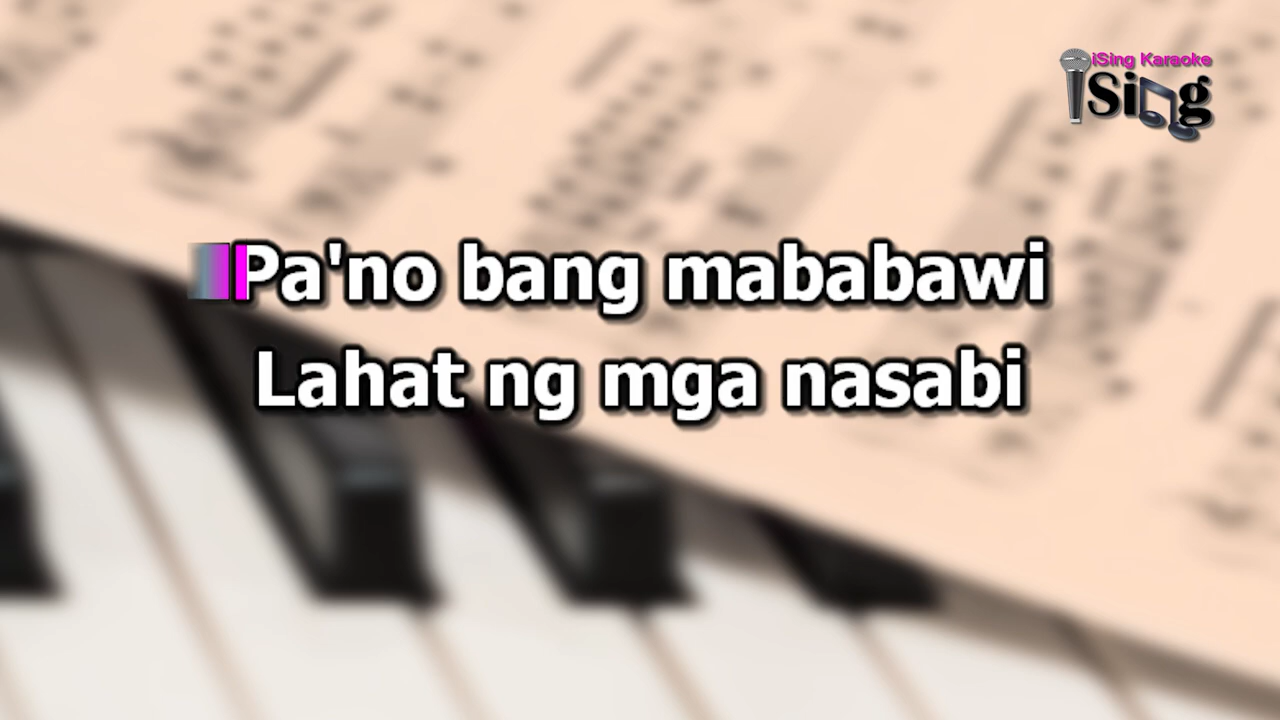 iSing Karaoke
iSing
Pa'no bang mababawi
Lahat ng mga nasabi